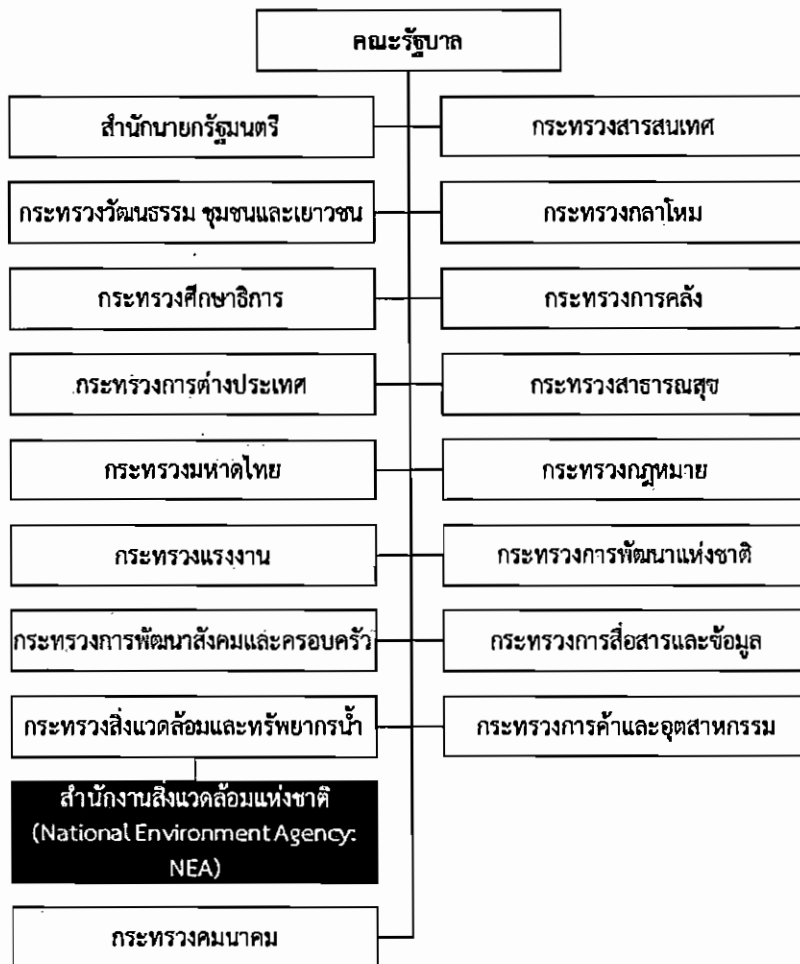 คณะรัฐบาล
สำนักนายกรัฐมนตรี
กระทรวงสารสนเทศ
กระทรวงวัฒนธรรม ชุมชนและเยาวชน
กระทรวงกลาโหม
กระทรวงศึกษาธิการ
กระทรวงการคลัง
กระทรวงการต่างประเทศ
กระทรวงสาธารณสุข
กระทรวงมหาดไทย
กระทรวงกฎหมาย
กระทรวงแรงงาน
กระทรวงการพัฒนาแห่งชาติ
กระทรวงการพัฒนาสังคมและครอบครัว
กระทรวงการสื่อสารและข้อมูล
กระทรวงสิ่งแวดล้อมและทรัพยากรน้ำ
กระทรวงการค้าและอุตสาหกรรม
สำนักงานสิ่งแวดล้อมแห่งชาติ
(National Environment Agency:
NEA)
กระทรวงคมนาคม